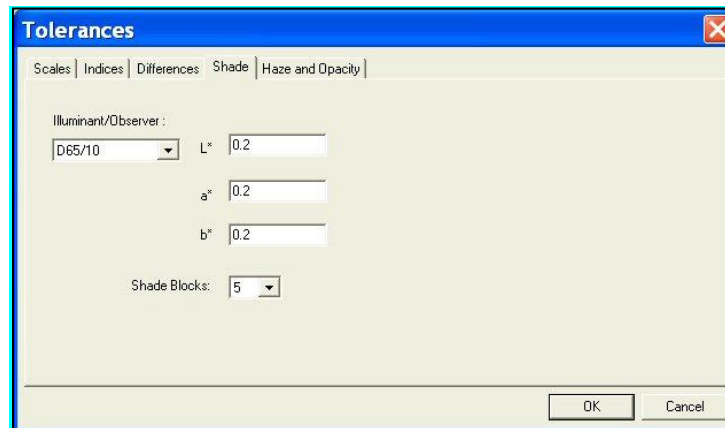 Tolerances
Scales Indices Differences Shade Haze and Opacity
Illuminant/Observer :
D65/10
L* 0.2
a* 0.2
b* 0.2
Shade Blocks: 5
OK Cancel